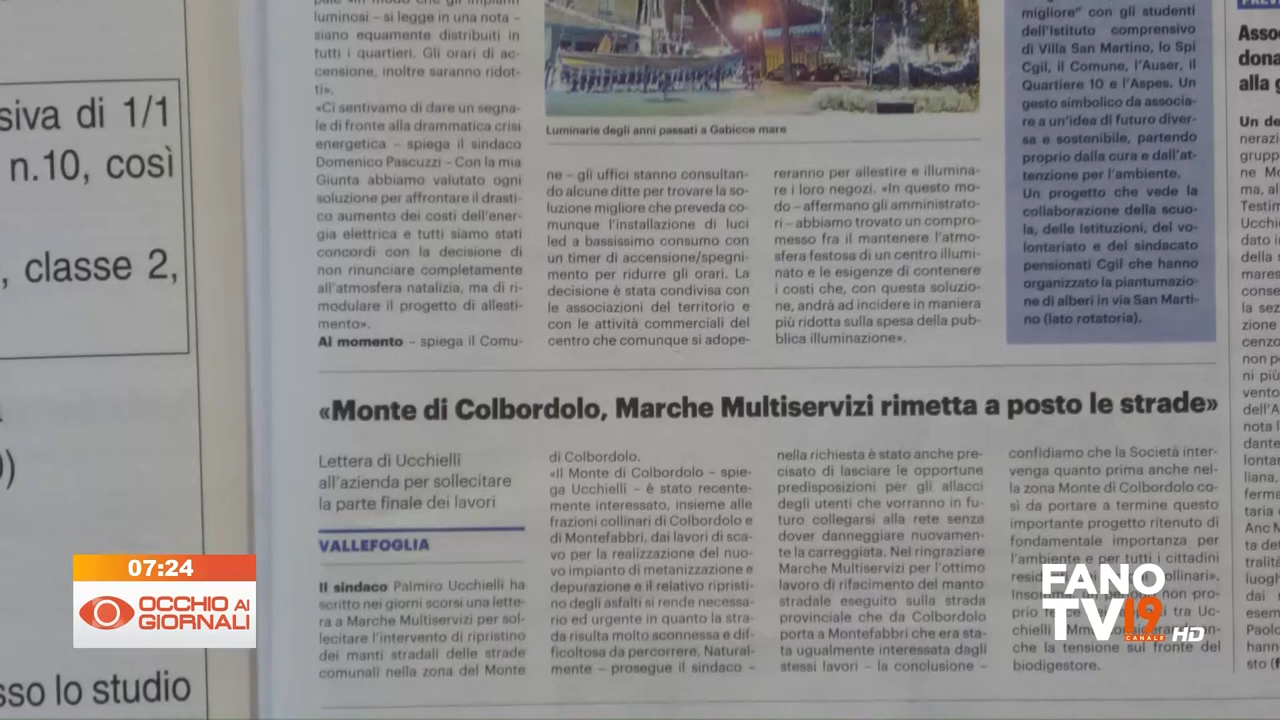 siva di 1/1
n.10, così
, classe 2,
sso lo studio
luminosi – si legge in una nota –
siano equamente distribuiti in
tutti i quartieri. Gli orari di ac-
censione, inoltre saranno ridot-
ti».
«Ci sentivamo di dare un segna-
le di fronte alla drammatica crisi
energetica – spiega il sindaco
Domenico Pascuzzi – Con la mia
Giunta abbiamo valutato ogni
soluzione per affrontare il drasti-
co aumento dei costi dell'ener-
gia elettrica e tutti siamo stati
concordi con la decisione di
non rinunciare completamente
all'atmosfera natalizia, ma di ri-
modulare il progetto di allesti-
mento».
Al momento – spiega il Comu-
Luminarie degli anni passati a Gabicce mare
ne – gli uffici stanno consultan-
do alcune ditte per trovare la so-
luzione migliore che preveda co-
munque l'installazione di luci
led a bassissimo consumo con
un timer di accensione/spegni-
mento per ridurre gli orari. La
decisione è stata condivisa con
le associazioni del territorio e
con le attività commerciali del
centro che comunque si adope-
reranno per allestire e illumina-
re i loro negozi. «In questo mo-
do – affermano gli amministrato-
ri – abbiamo trovato un compro-
messo fra il mantenere l'atmo-
sfera festosa di un centro illumi-
nato e le esigenze di contenere
i costi che, con questa soluzio-
ne, andrà ad incidere in maniera
più ridotta sulla spesa della pub-
blica illuminazione».
migliore" con gli studenti
dell'Istituto comprensivo
di Villa San Martino, lo Spi
Cgil, il Comune, l'Auser, il
Quartiere 10 e l'Aspes. Un
gesto simbolico da associa-
re a un'idea di futuro diver-
sa e sostenibile, partendo
proprio dalla cura e dall'at-
tenzione per l'ambiente.
Un progetto che vede la
collaborazione della scuo-
la, delle Istituzioni, del vo-
lontariato e del sindacato
pensionati Cgil che hanno
organizzato la piantumazio-
ne di alberi in via San Marti-
no (lato rotatoria).
«Monte di Colbordolo, Marche Multiservizi rimetta a posto le strade»
Lettera di Ucchielli
all'azienda per sollecitare
la parte finale dei lavori
VALLEFOGLIA
Il sindaco Palmiro Ucchielli ha
scritto nei giorni scorsi una lette-
ra a Marche Multiservizi per sol-
lecitare l'intervento di ripristino
dei manti stradali delle strade
comunali nella zona del Monte
di Colbordolo.
«Il Monte di Colbordolo – spie-
ga Ucchielli – è stato recente-
mente interessato, insieme alle
frazioni collinari di Colbordolo e
di Montefabbri, dai lavori di sca-
vo per la realizzazione del nuo-
vo impianto di metanizzazione e
depurazione e il relativo ripristi-
no degli asfalti si rende necessa-
rio ed urgente in quanto la stra-
da risulta molto sconnessa e dif-
ficoltosa da percorrere. Natural-
mente – prosegue il sindaco –
nella richiesta è stato anche pre-
cisato di lasciare le opportune
predisposizioni per gli allacci
degli utenti che vorranno in fu-
turo collegarsi alla rete senza
dover danneggiare nuovamen-
te la carreggiata. Nel ringraziare
Marche Multiservizi per l'ottimo
lavoro di rifacimento del manto
stradale eseguito sulla strada
provinciale che da Colbordolo
porta a Montefabbri che era sta-
ta ugualmente interessata dagli
stessi lavori – la conclusione –
confidiamo che la Società inter-
venga quanto prima anche nel-
la zona Monte di Colbordolo co-
sì da portare a termine questo
importante progetto ritenuto di
fondamentale importanza per
l'ambiente e per tutti i cittadini
collinari».
non pro-
tra Uc-
chielli
che la tensione sul fronte del
biodigestore.
Asso
dona
alla g
Un de
07:24
OCCHIO AI
GIORNALI
FANO
TV19
CANALE
HD